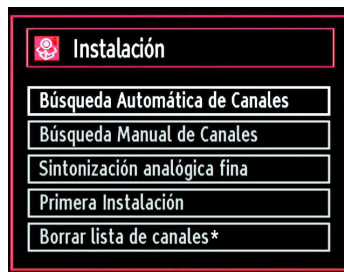 Instalación
Búsqueda Automática de Canales
Búsqueda Manual de Canales
Sintonización analógica fina
Primera Instalación
Borrar lista de canales*